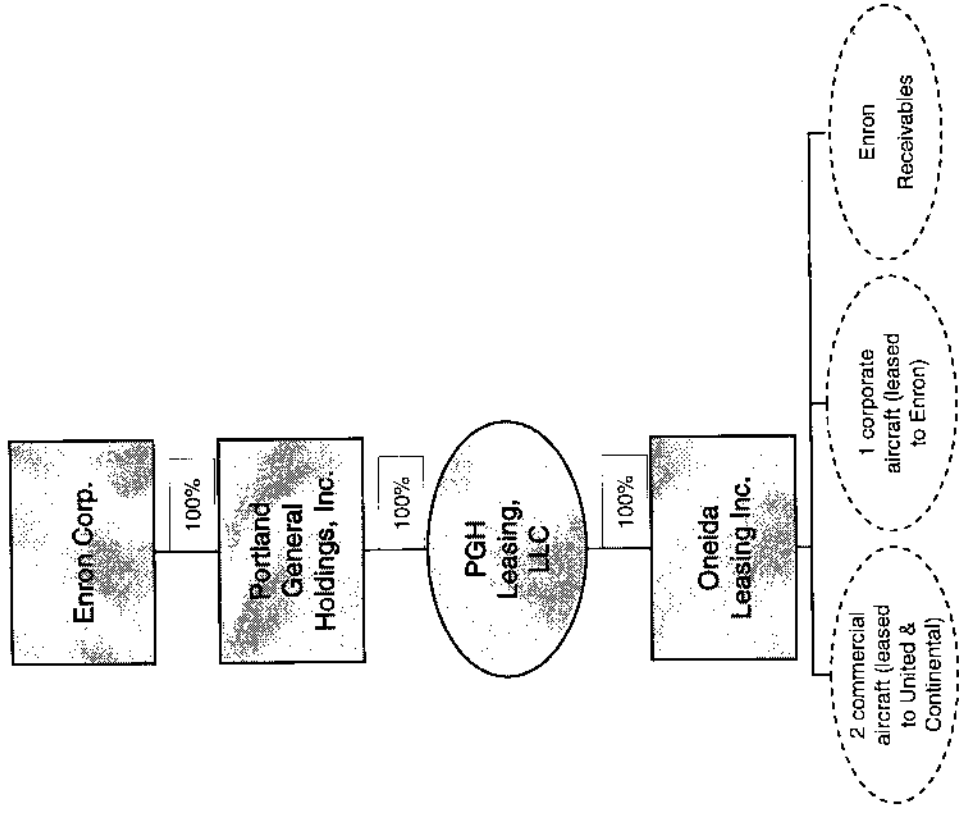 Enron Corp.
100%
Portland
General
Holdings, Inc.
100%
PGH
Leasing,
LLC
100%
Oneida
Leasing Inc.
2 commercial
aircraft (leased
to United &
Continental)
1 corporate
aircraft (leased
to Enron)
Enron
Receivables